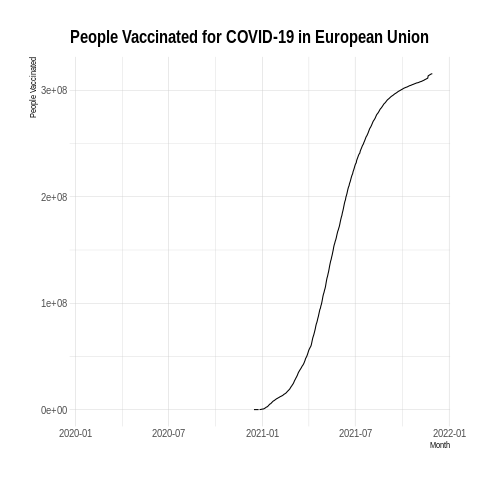 People Vaccinated for COVID-19 in European Union
People Vaccinated
3e+08
2e+08
1e+08
0e+00
2020-01 2020-07 2021-01 2021-07 2022-01
Month